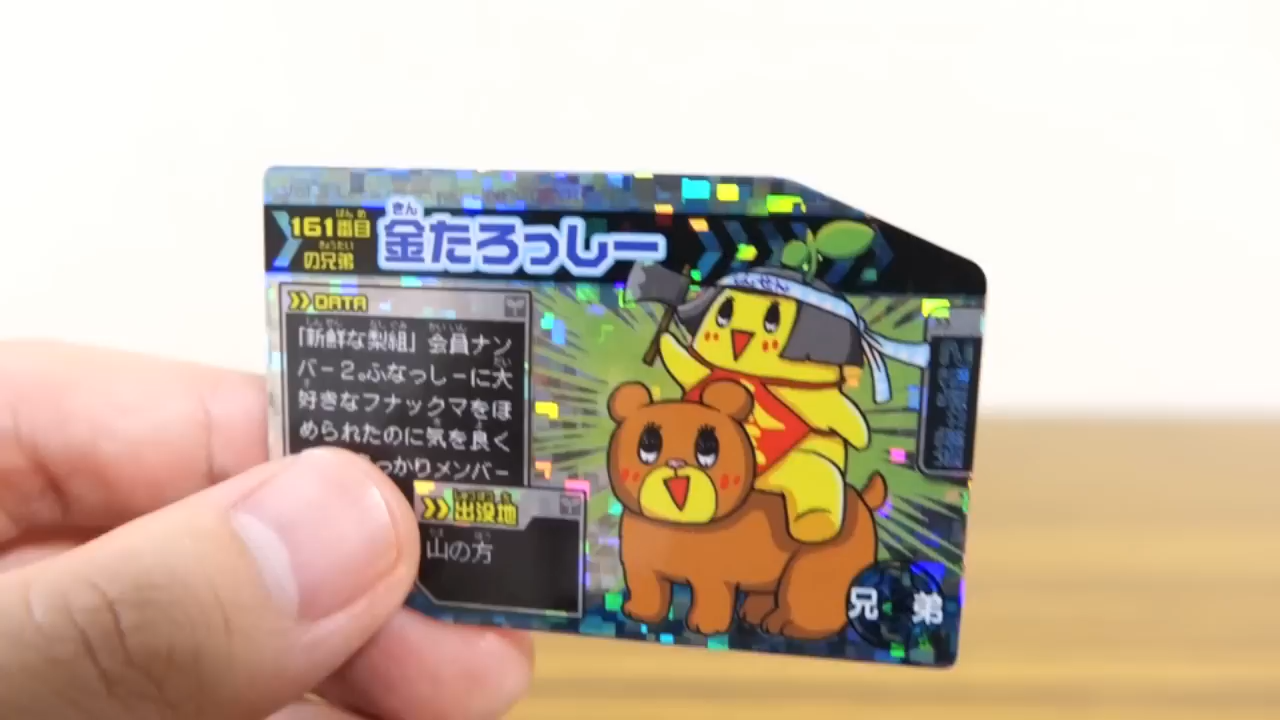 161番目
の兄弟
金たろっしー
DATA
「新鮮な梨組」会員ナン
バー2。ふなっしーに大
好きなフナックマをほ
められたのに気を良く
っかりメンバー
出没地
山の方
兄 弟